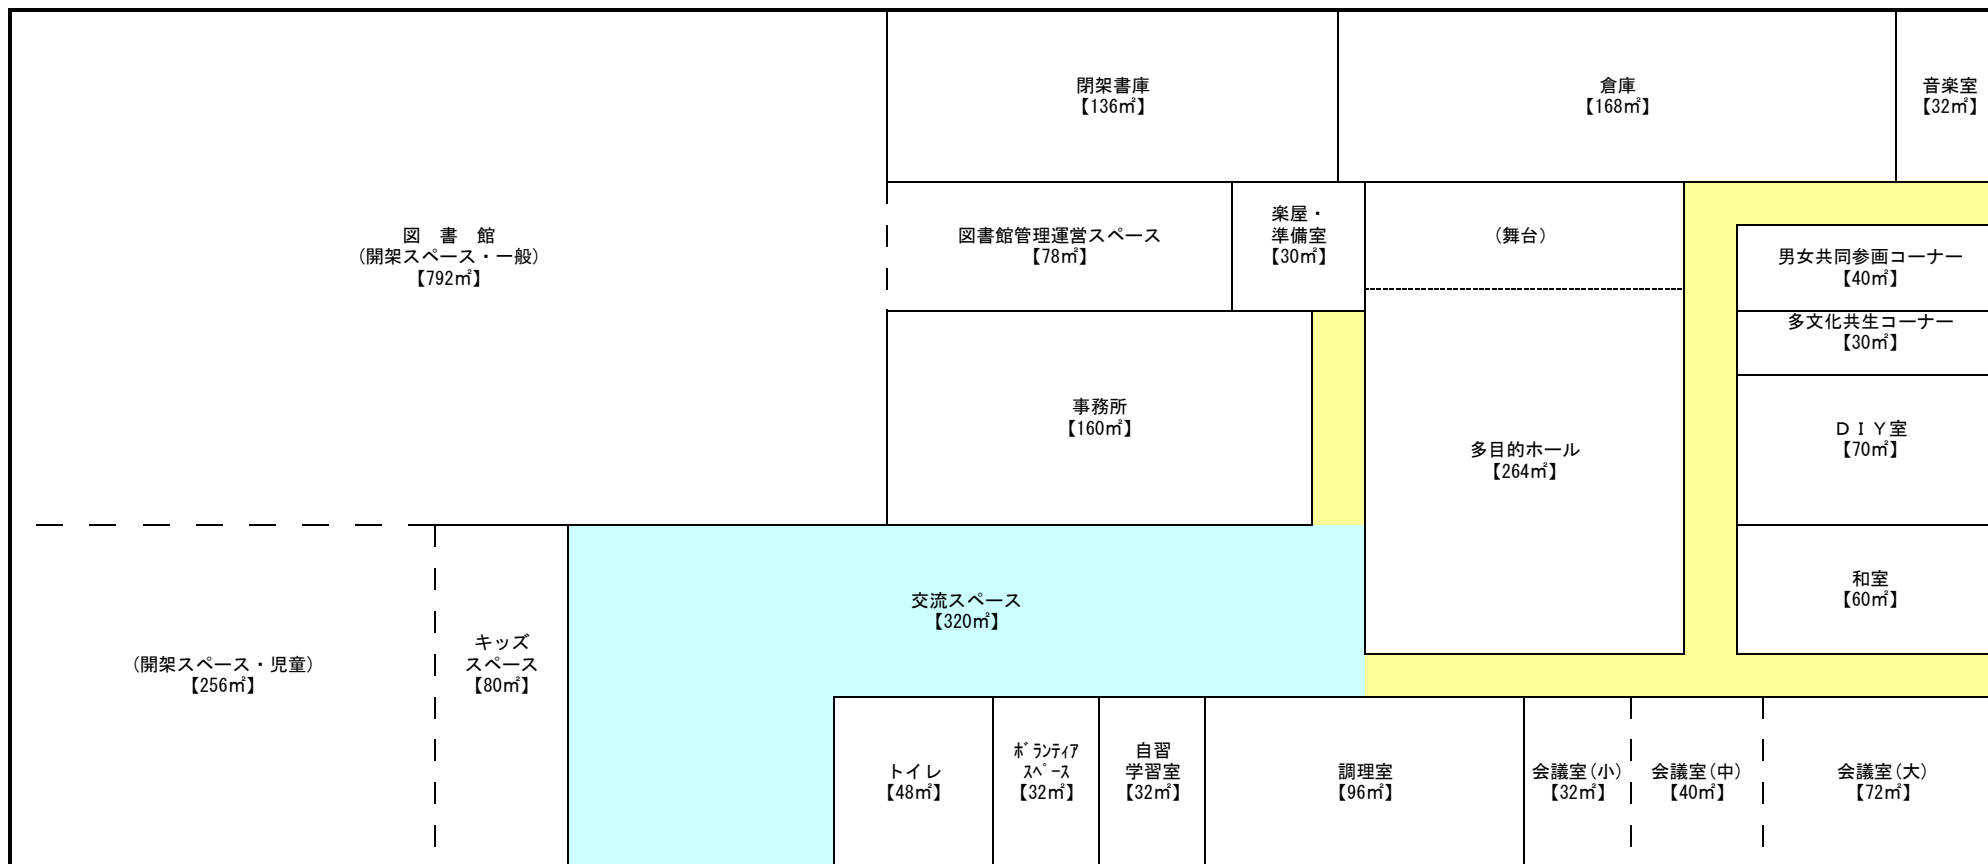 閉架書庫
【136㎡】
倉庫
【168㎡】
音楽室
【32㎡】
図　書　館
(開架スペース・一般)
【792㎡】
図書館管理運営スペース
【78㎡】
楽屋・
準備室
【30㎡】
(舞台)
男女共同参画コーナー
【40㎡】
多文化共生コーナー
【30㎡】
事務所
【160㎡】
多目的ホール
【264㎡】
ＤＩＹ室
【70㎡】
交流スペース
【320㎡】
和室
【60㎡】
(開架スペース・児童)
【256㎡】
キッズ
スペース
【80㎡】
トイレ
【48㎡】
ﾎﾞﾗﾝﾃｨｱ
ｽﾍﾟｰｽ
【32㎡】
自習
学習室
【32㎡】
調理室
【96㎡】
会議室(小)
【32㎡】
会議室(中)
【40㎡】
会議室(大)
【72㎡】